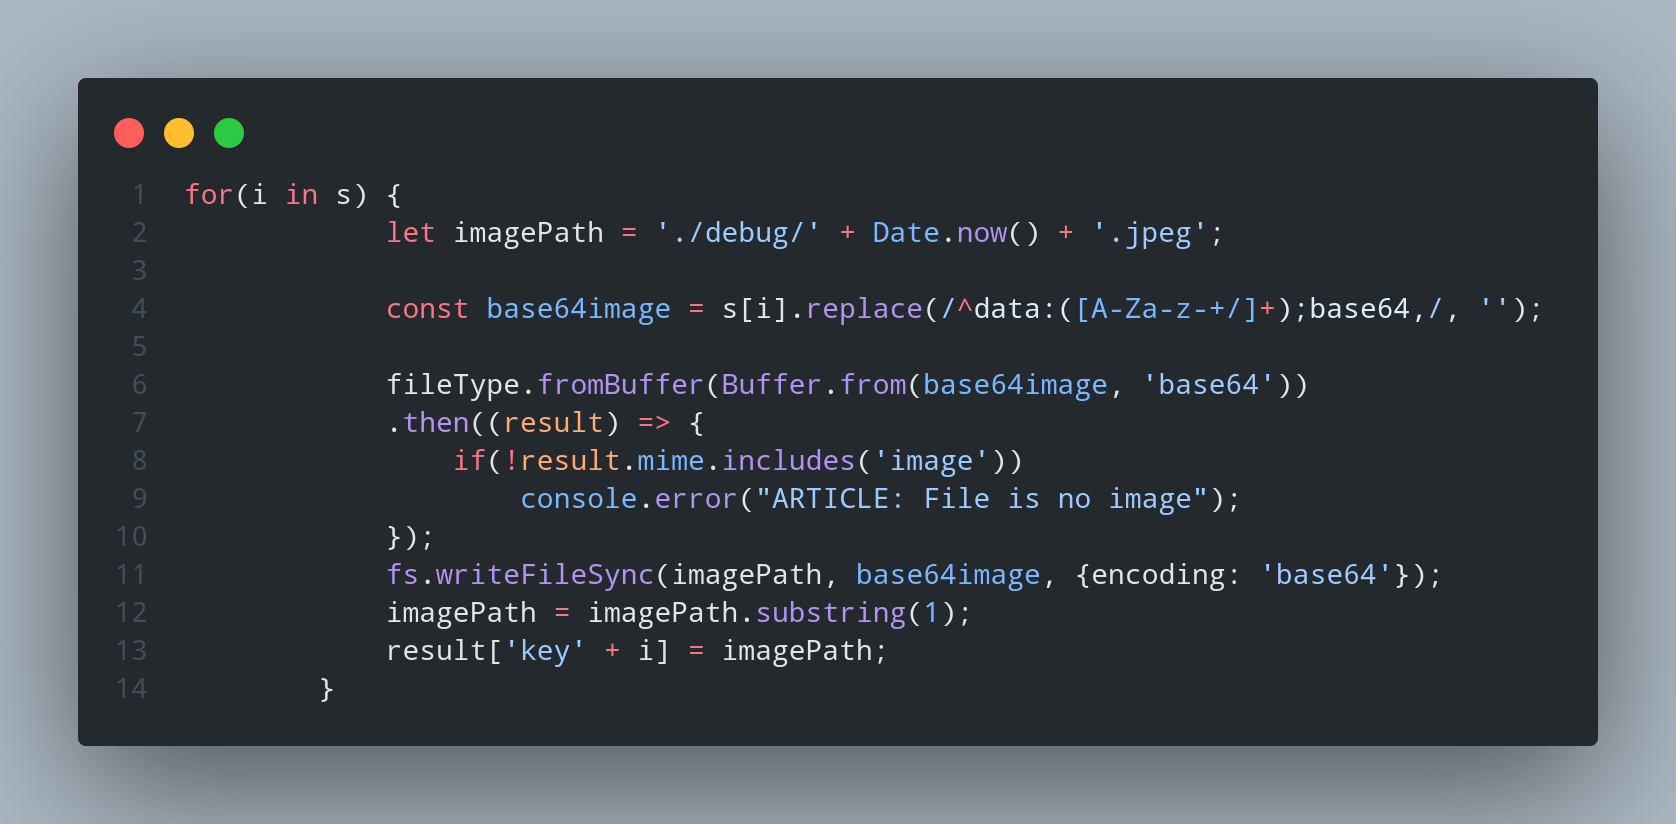 1 for(i in s) {
2 let imagePath = './debug/' + Date.now() + '.jpeg';
3
4 const base64image = s[i].replace(/^data:([A-Za-z-+/]+);base64,/, '');
5
6 fileType.fromBuffer(Buffer.from(base64image, 'base64'))
7 .then((result) => {
8 if(!result.mime.includes('image'))
9 console.error("ARTICLE: File is no image");
10 });
11 fs.writeFileSync(imagePath, base64image, {encoding: 'base64'});
12 imagePath = imagePath.substring(1);
13 result['key' + i] = imagePath;
14 }